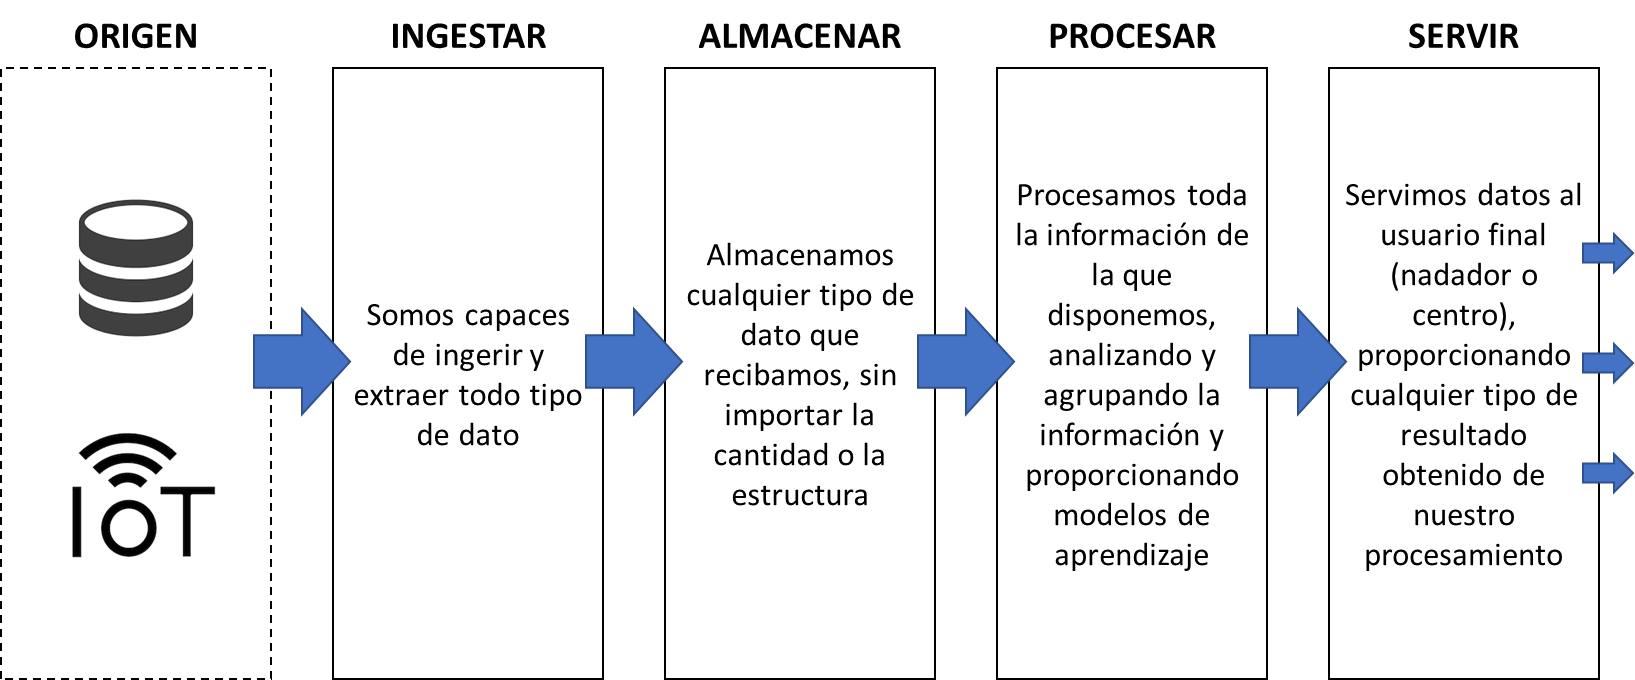 ORIGEN
INGESTAR
ALMACENAR
PROCESAR
SERVIR
IoT
Somos capaces
de ingerir y
extraer todo tipo
de dato
Almacenamos
cualquier tipo de
dato que
recibamos, sin
importar la
cantidad o la
estructura
Procesamos toda
la información de
la que
disponemos,
analizando y
agrupando la
información y
proporcionando
modelos de
aprendizaje
Servimos datos al
usuario final
(nadador o
centro),
proporcionando
cualquier tipo de
resultado
obtenido de
nuestro
procesamiento